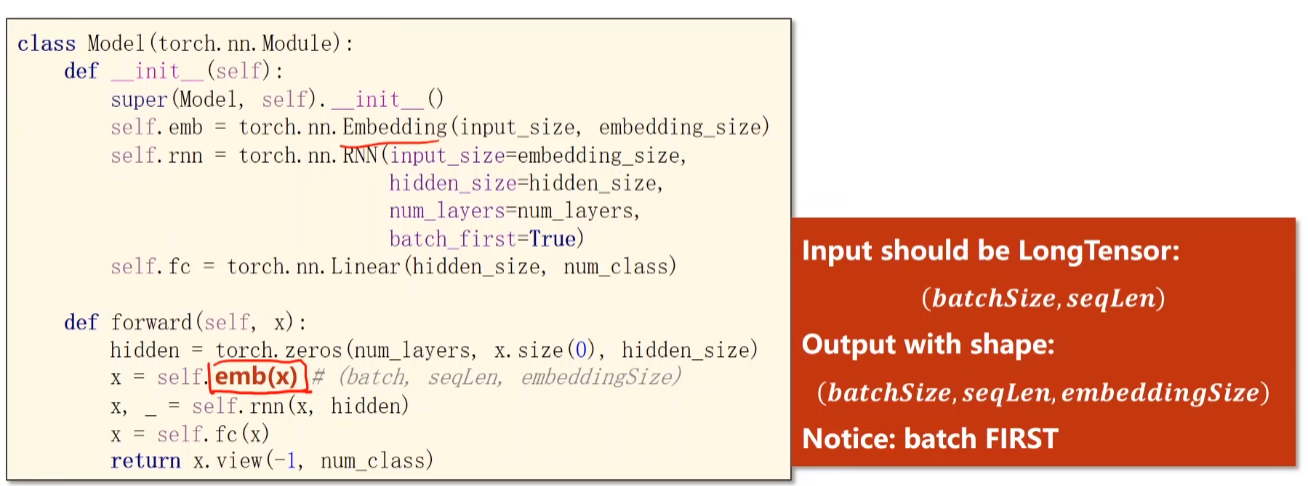 class Model(torch.nn.Module):
    def __init__(self):
        super(Model, self).__init__()
        self.emb = torch.nn.Embedding(input_size, embedding_size)
        self.rnn = torch.nn.RNN(input_size=embedding_size,
                                hidden_size=hidden_size,
                                num_layers=num_layers,
                                batch_first=True)
        self.fc = torch.nn.Linear(hidden_size, num_class)
    def forward(self, x):
        hidden = torch.zeros(num_layers, x.size(0), hidden_size)
        x = self.emb(x) # (batch, seqLen, embeddingSize)
        x, _ = self.rnn(x, hidden)
        x = self.fc(x)
        return x.view(-1, num_class)
Input should be LongTensor:
(batchSize, seqLen)
Output with shape:
(batchSize, seqLen, embeddingSize)
Notice: batch FIRST